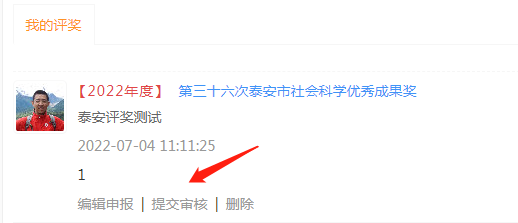 我的评奖
【2022年度】 第三十六次泰安市社会科学优秀成果奖
泰安评奖测试
2022-07-04 11:11:25
1
编辑申报 | 提交审核 | 删除